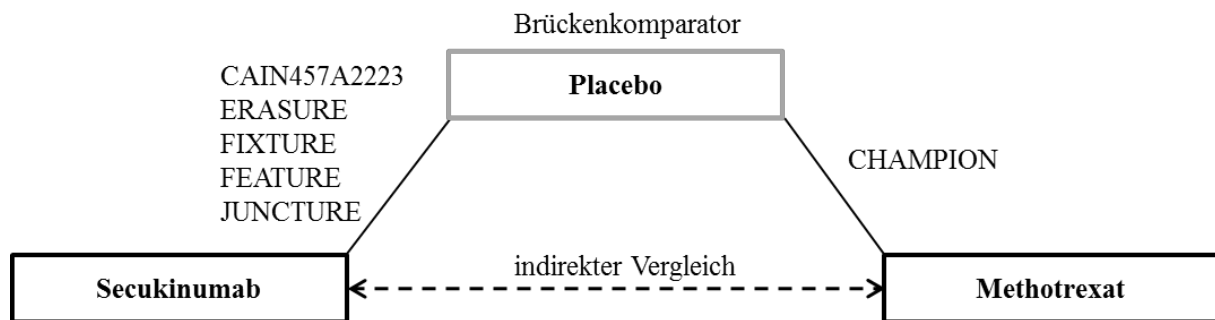 Brückenkomparator
Placebo
CAIN457A2223
ERASURE
FIXTURE
FEATURE
JUNCTURE
CHAMPION
Secukinumab
indirekter Vergleich
Methotrexat